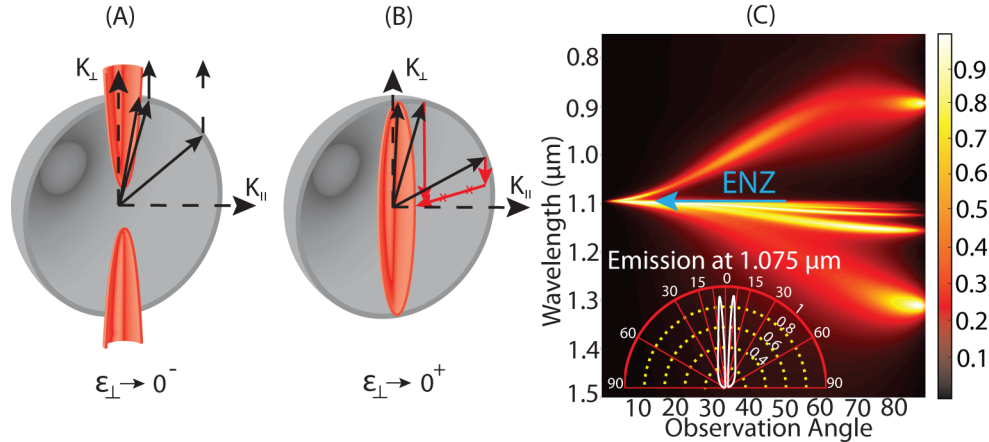 (A)
(B)
(C)
K⊥
K∥
ε⊥→ 0⁻
K⊥
K∥
ε⊥→ 0⁺
Wavelength (µm)
0.8
0.9
1.0
1.1
1.2
1.3
1.4
1.5
ENZ
Emission at 1.075 µm
90
60
30
15
0
15
30
60
90
1
0.8
0.6
0.4
10 20 30 40 50 60 70 80
Observation Angle
0.9
0.8
0.7
0.6
0.5
0.4
0.3
0.2
0.1